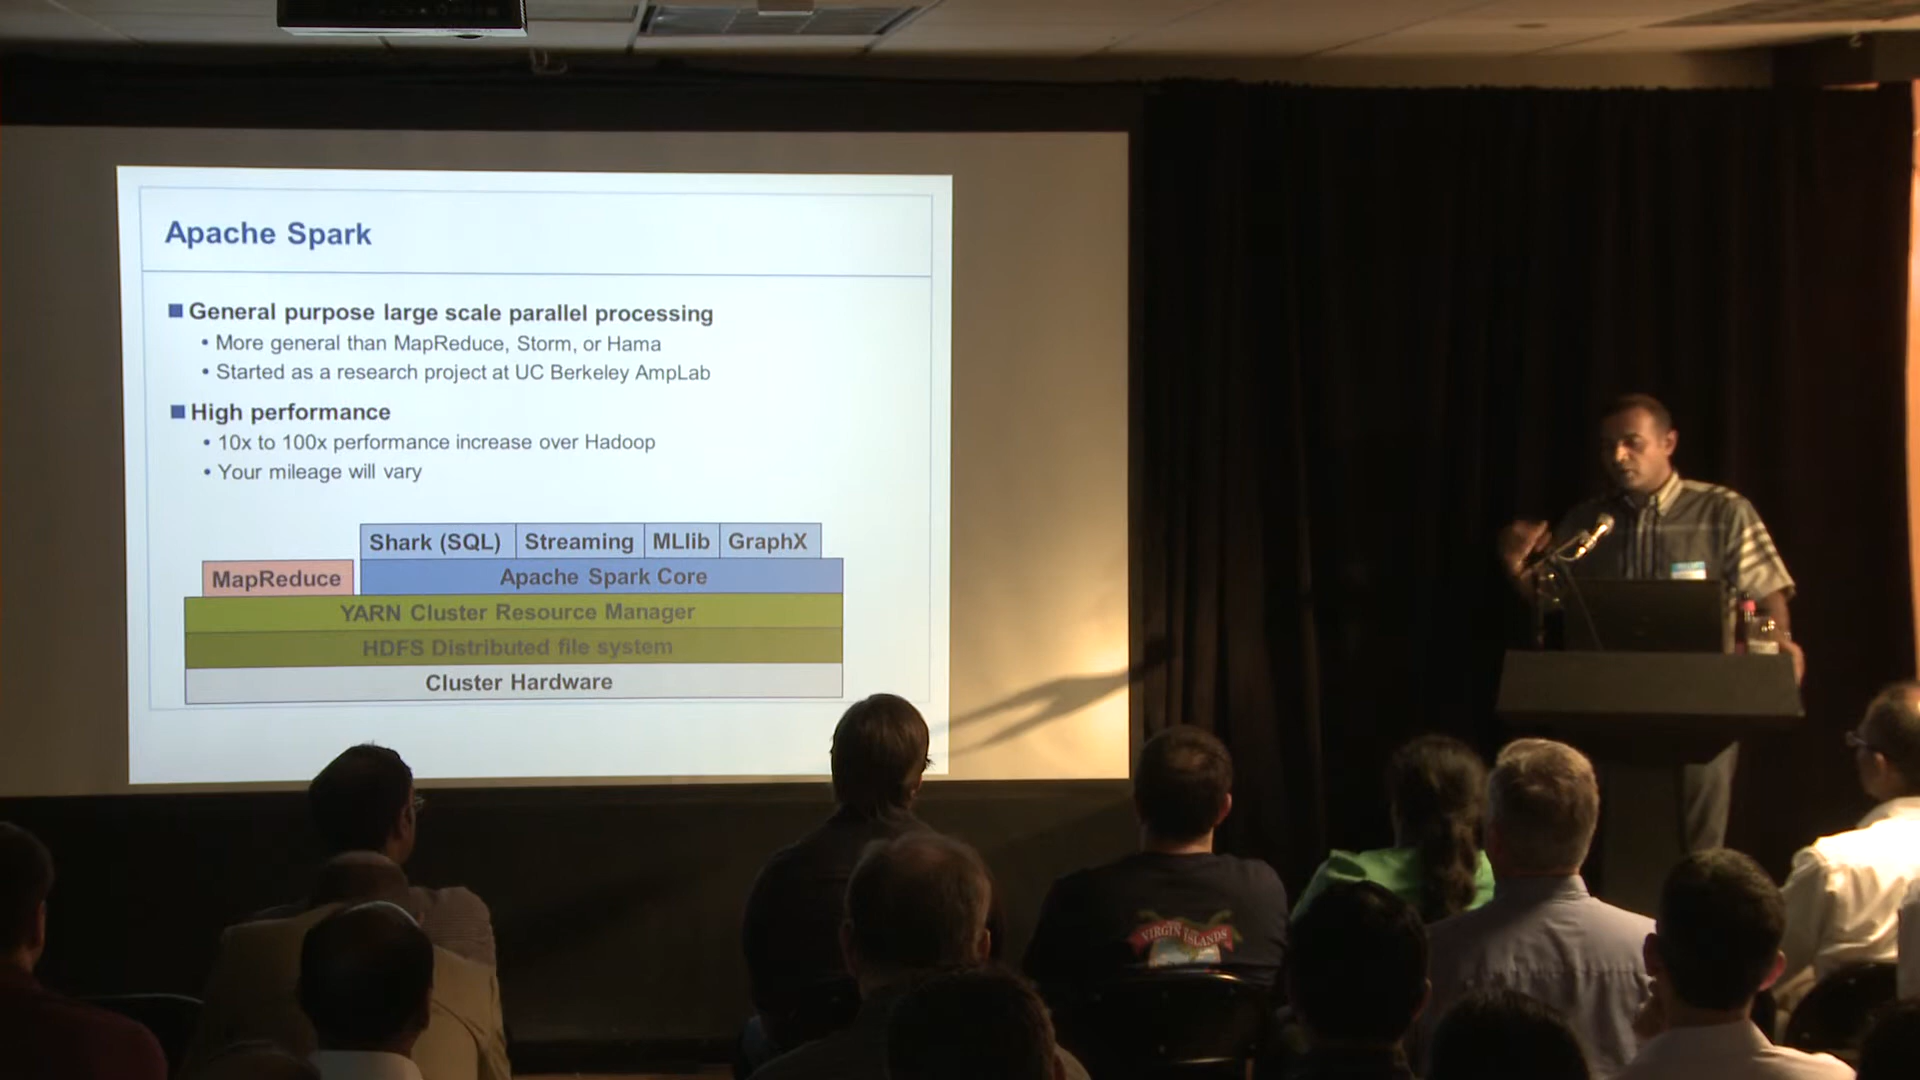 Apache Spark
General purpose large scale parallel processing
• More general than MapReduce, Storm, or Hama
• Started as a research project at UC Berkeley AmpLab
High performance
• 10x to 100x performance increase over Hadoop
• Your mileage will vary
Shark (SQL) Streaming MLlib GraphX
MapReduce Apache Spark Core
YARN Cluster Resource Manager
HDFS Distributed file system
Cluster Hardware
VIRGIN ISLANDS